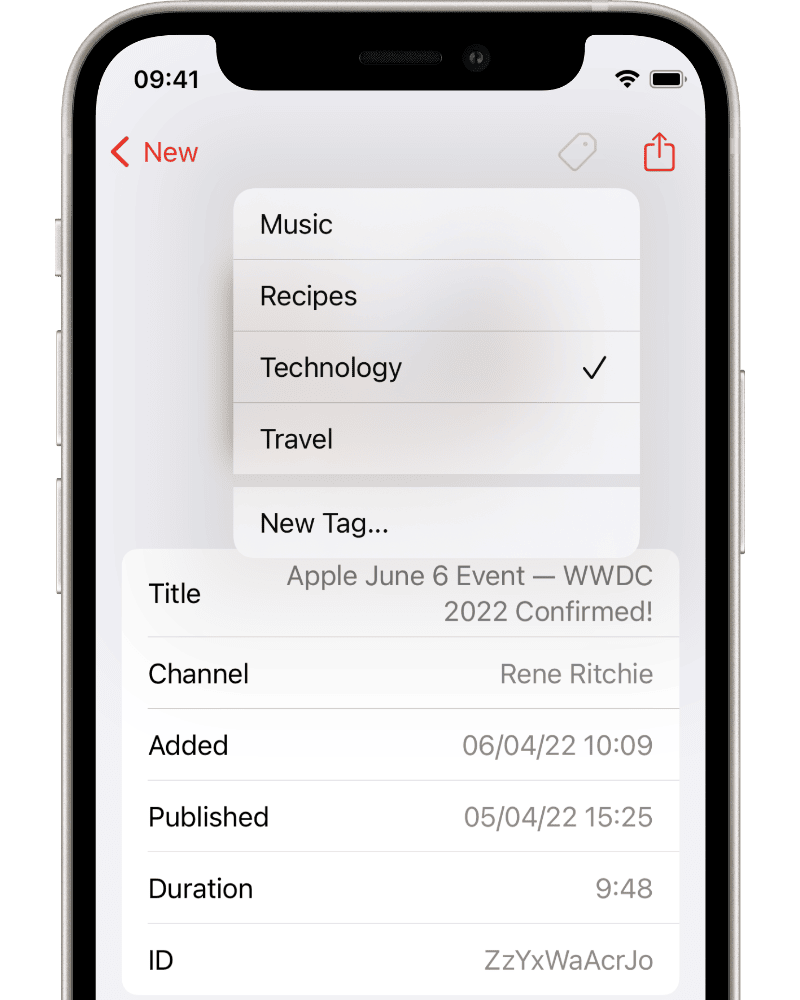 09:41
New
Music
Recipes
Technology
Travel
New Tag...
Title
Apple June 6 Event — WWDC
2022 Confirmed!
Channel
Rene Ritchie
Added
06/04/22 10:09
Published
05/04/22 15:25
Duration
9:48
ID
ZzYxWaAcrJo